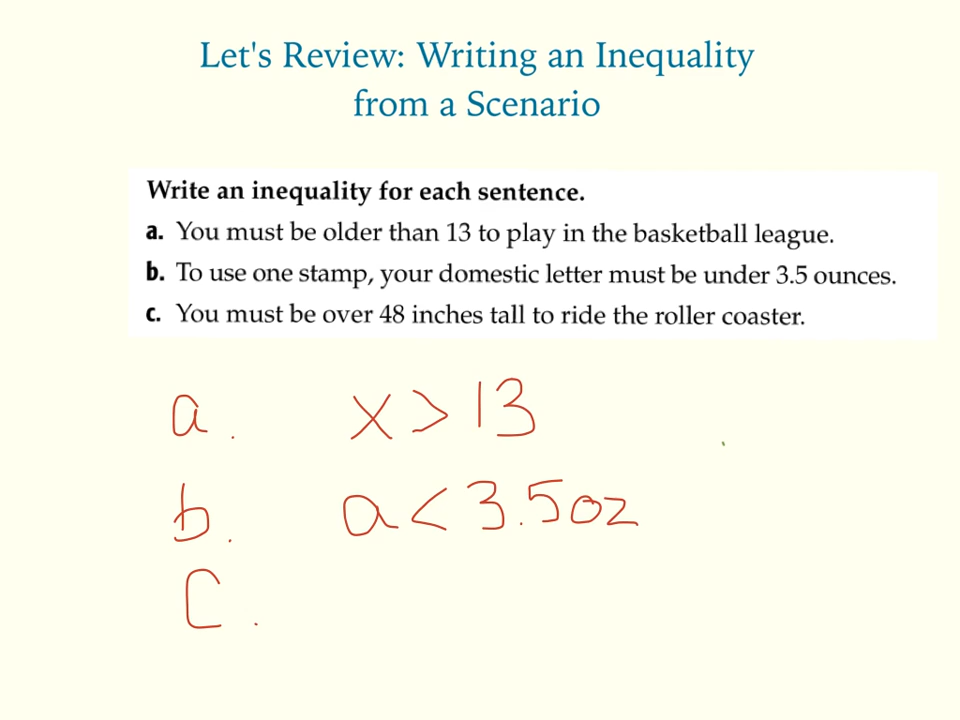 Let's Review: Writing an Inequality
from a Scenario
Write an inequality for each sentence.
a. You must be older than 13 to play in the basketball league.
b. To use one stamp, your domestic letter must be under 3.5 ounces.
c. You must be over 48 inches tall to ride the roller coaster.
a. x > 13
b. a < 3.5oz
C.